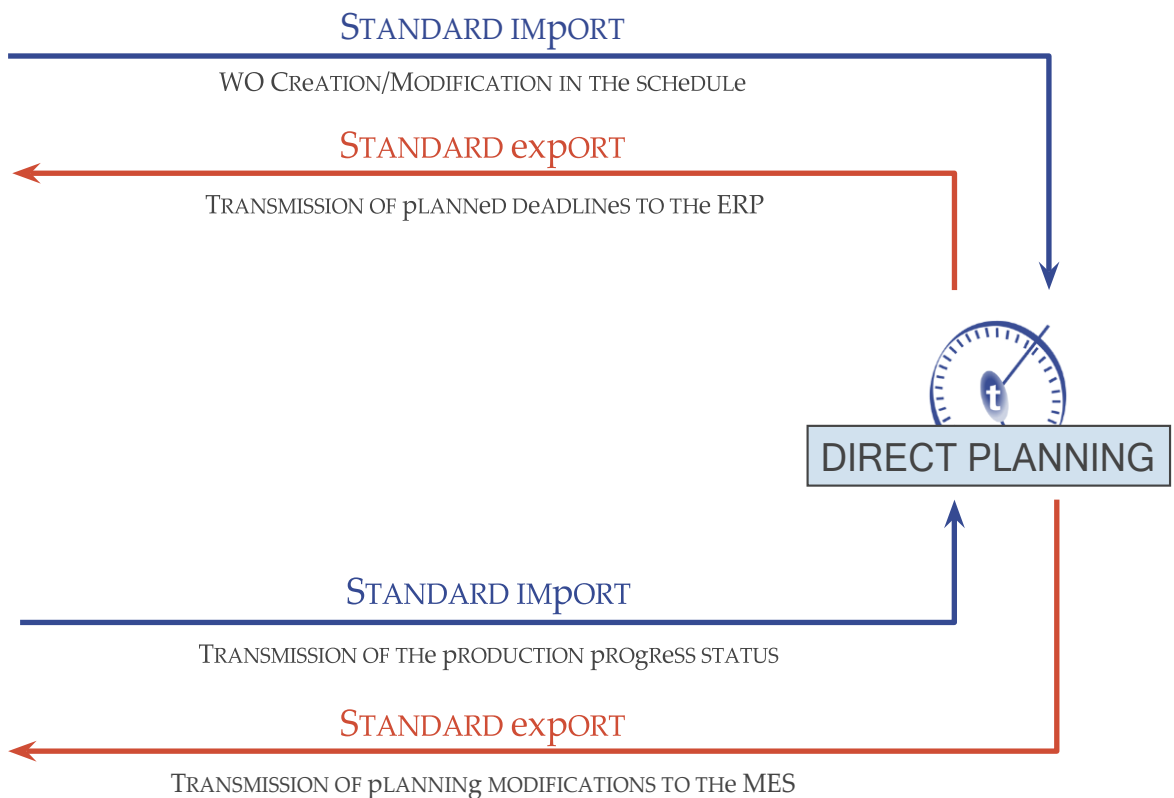 STANDARD IMpORT
WO CReATION/MODIFICATION IN THe SCHeDULe
STANDARD expORT
TRANSMISSION OF pLANNeD DeADLINeS TO THe ERP
t
DIRECT PLANNING
STANDARD IMpORT
TRANSMISSION OF THe pRODUCTION pROgReSS STATUS
STANDARD expORT
TRANSMISSION OF pLANNINg MODIFICATIONS TO THe MES